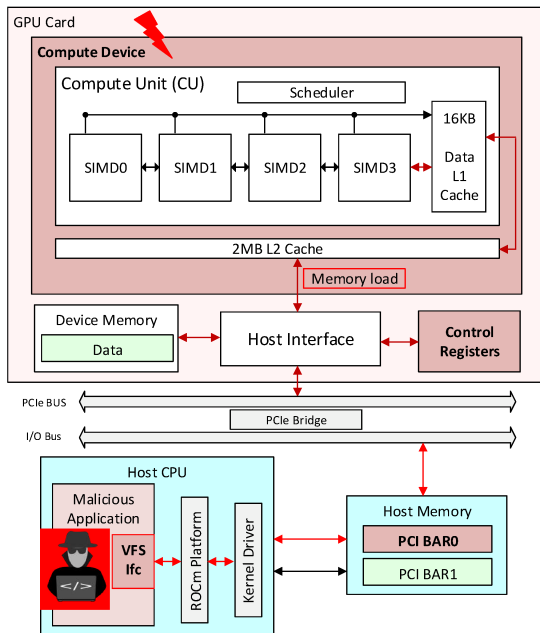 GPU Card
Compute Device
Compute Unit (CU)
Scheduler
16KB
Data
L1
Cache
SIMD0
SIMD1
SIMD2
SIMD3
2MB L2 Cache
Memory load
Device Memory
Data
Host Interface
Control
Registers
PCIe BUS
PCIe Bridge
I/O Bus
Host CPU
Malicious
Application
VFS
Ifc
</>
ROCm Platform
Kernel Driver
Host Memory
PCI BAR0
PCI BAR1